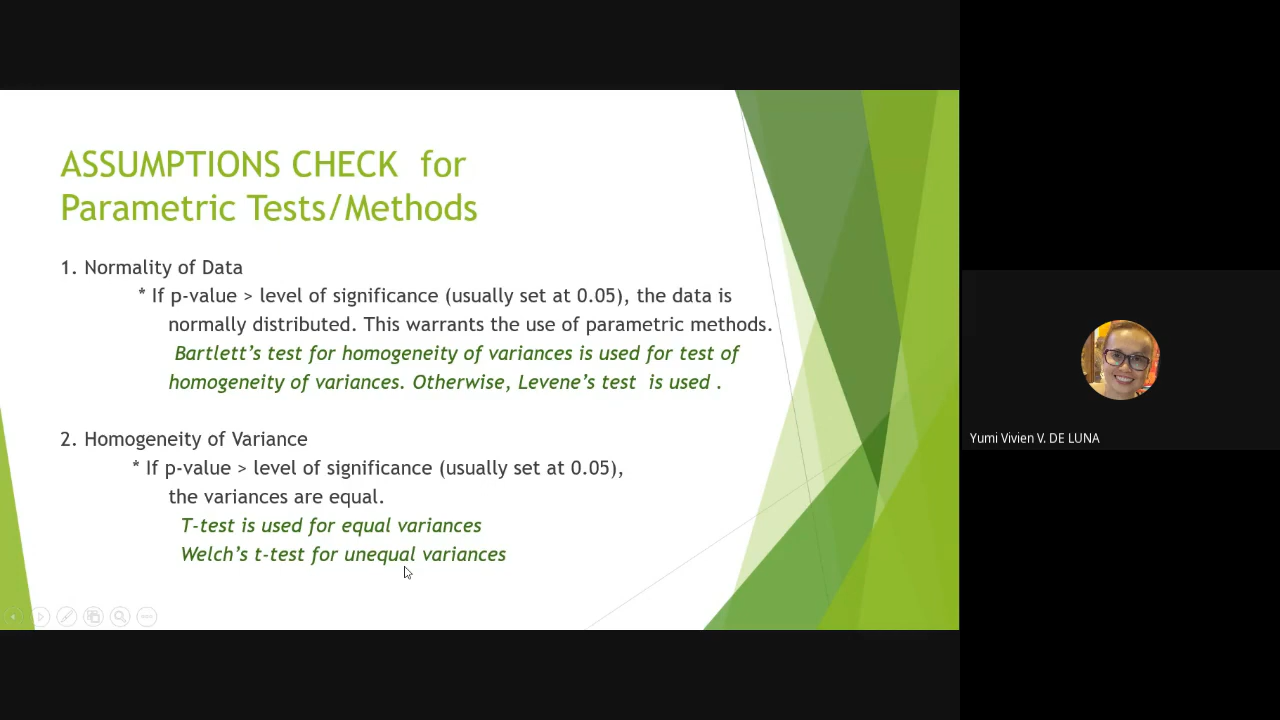 ASSUMPTIONS CHECK for
Parametric Tests/Methods
1. Normality of Data
* If p-value > level of significance (usually set at 0.05), the data is
normally distributed. This warrants the use of parametric methods.
Bartlett’s test for homogeneity of variances is used for test of
homogeneity of variances. Otherwise, Levene’s test is used .
2. Homogeneity of Variance
* If p-value > level of significance (usually set at 0.05),
the variances are equal.
T-test is used for equal variances
Welch’s t-test for unequal variances
Yumi Vivien V. DE LUNA